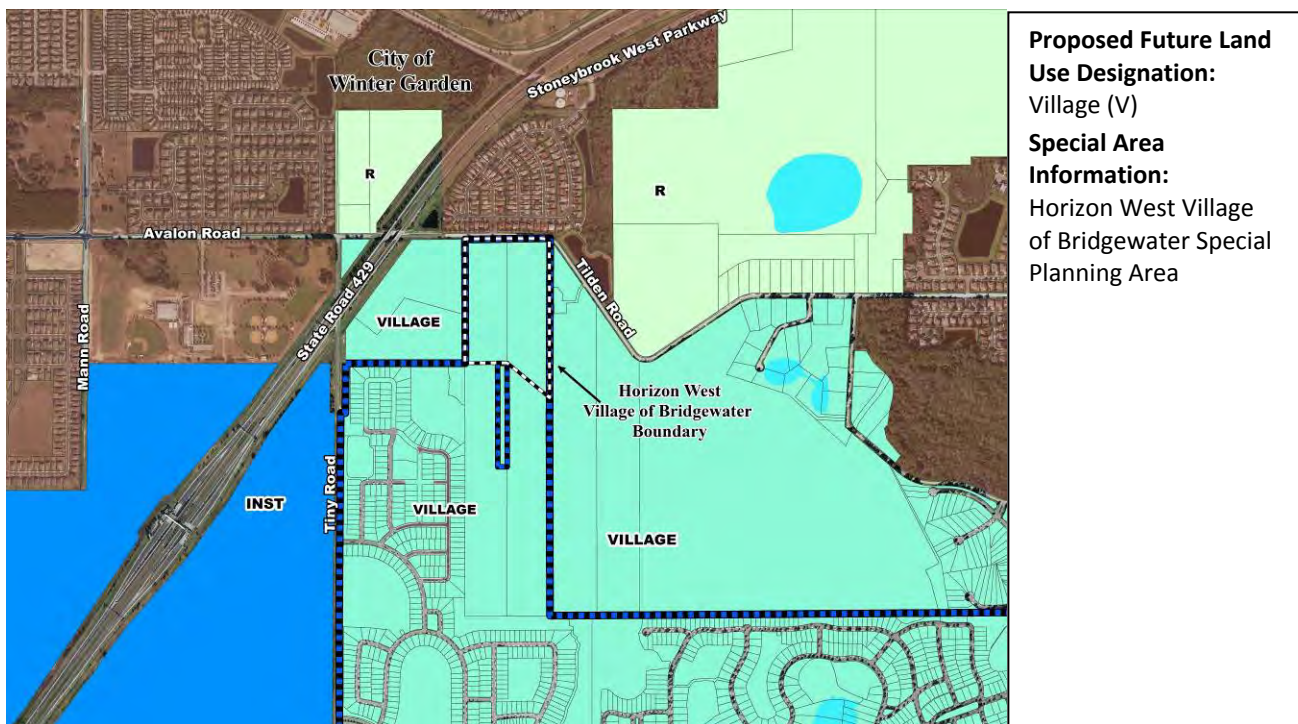 City of
Winter Garden
Stoneybrook West Parkway
R
R
Avalon Road
Tilden Road
State Road 429
Mann Road
VILLAGE
Horizon West
Village of Bridgewater
Boundary
INST
Tiny Road
VILLAGE
VILLAGE
Proposed Future Land
Use Designation:
Village (V)
Special Area
Information:
Horizon West Village
of Bridgewater Special
Planning Area